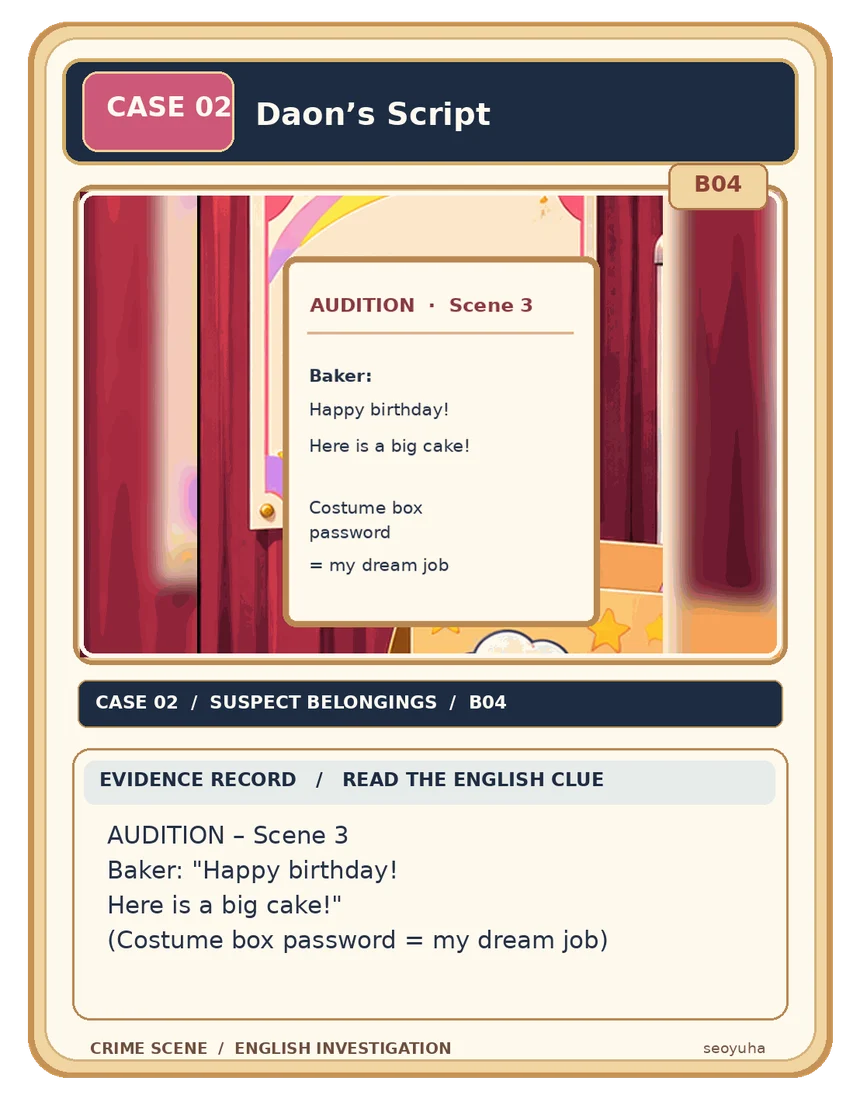 CASE 02
Daon’s Script
B04
AUDITION · Scene 3
Baker:
Happy birthday!
Here is a big cake!
Costume box
password
= my dream job
CASE 02 / SUSPECT BELONGINGS / B04
EVIDENCE RECORD / READ THE ENGLISH CLUE
AUDITION – Scene 3
Baker: "Happy birthday!
Here is a big cake!"
(Costume box password = my dream job)
CRIME SCENE / ENGLISH INVESTIGATION
seoyuha